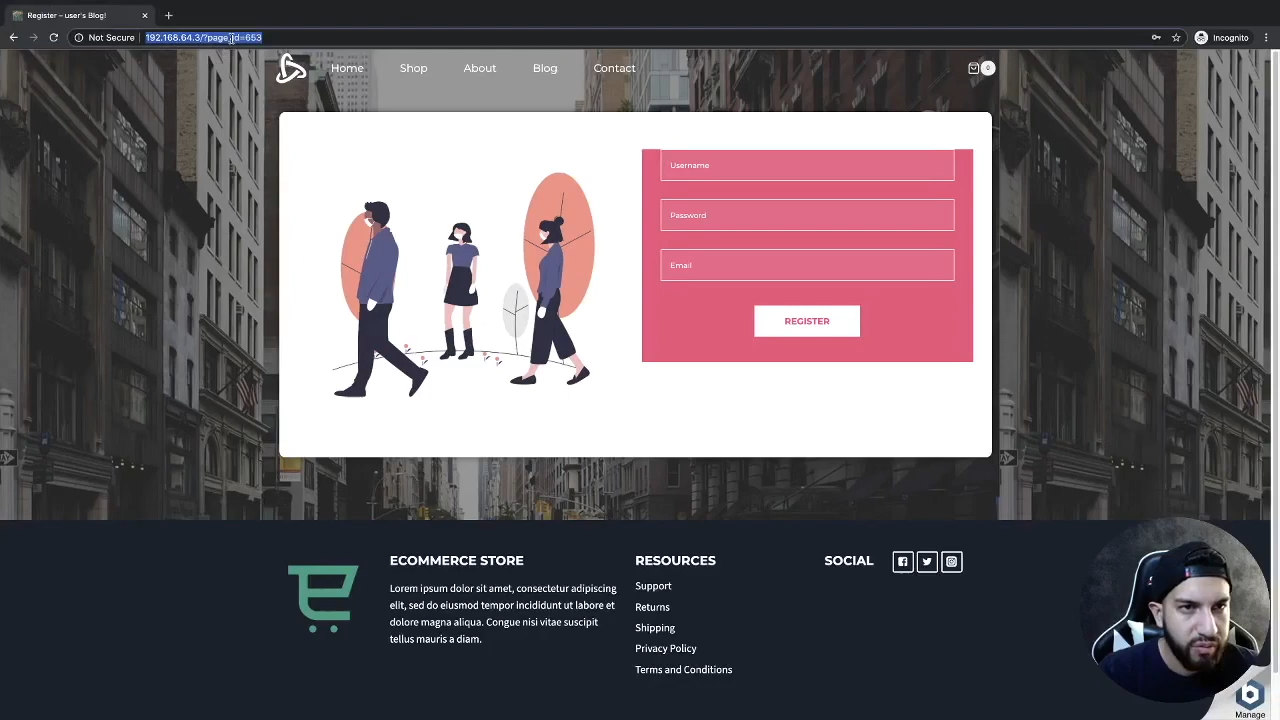 Register – user's Blog!
Not Secure
192.168.64.3/?page_id=653
Incognito
Home
Shop
About
Blog
Contact
0
Username
Password
Email
REGISTER
ECOMMERCE STORE
Lorem ipsum dolor sit amet, consectetur adipiscing
elit, sed do eiusmod tempor incididunt ut labore et
dolore magna aliqua. Congue nisi vitae suscipit
tellus mauris a diam.
RESOURCES
Support
Returns
Shipping
Privacy Policy
Terms and Conditions
SOCIAL
Manage